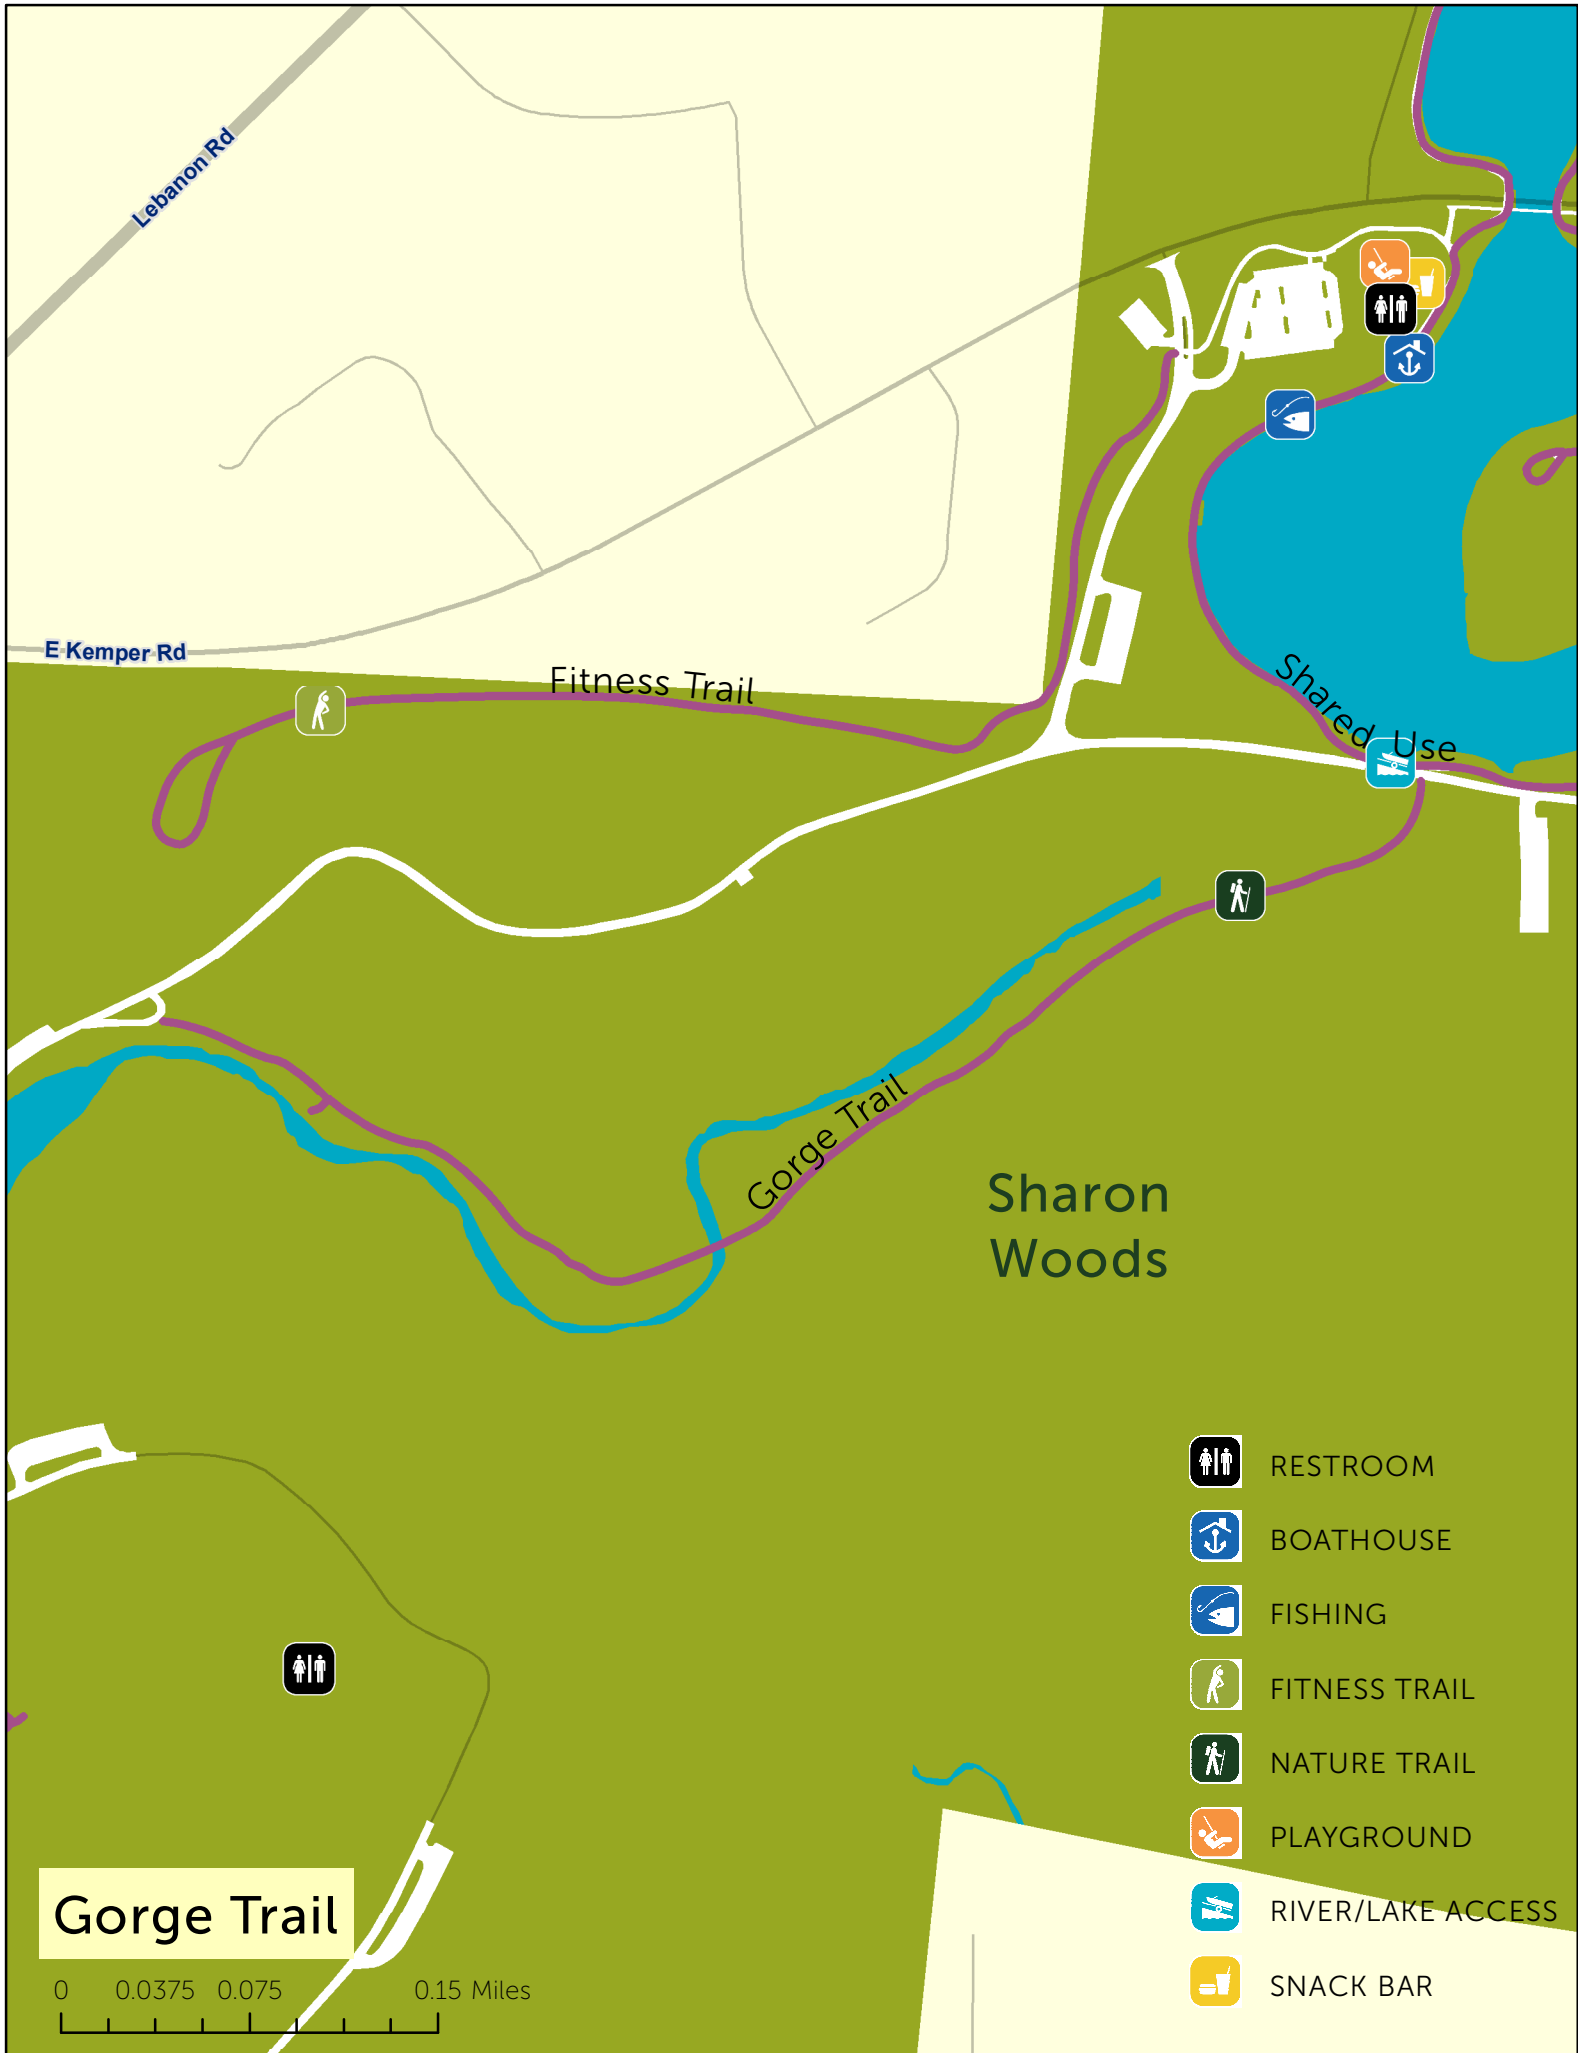 Lebanon Rd
E Kemper Rd
Fitness Trail
Shared Use
Gorge Trail
Sharon
Woods
RESTROOM
BOATHOUSE
FISHING
FITNESS TRAIL
NATURE TRAIL
PLAYGROUND
RIVER/LAKE ACCESS
SNACK BAR
Gorge Trail
0 0.0375 0.075 0.15 Miles